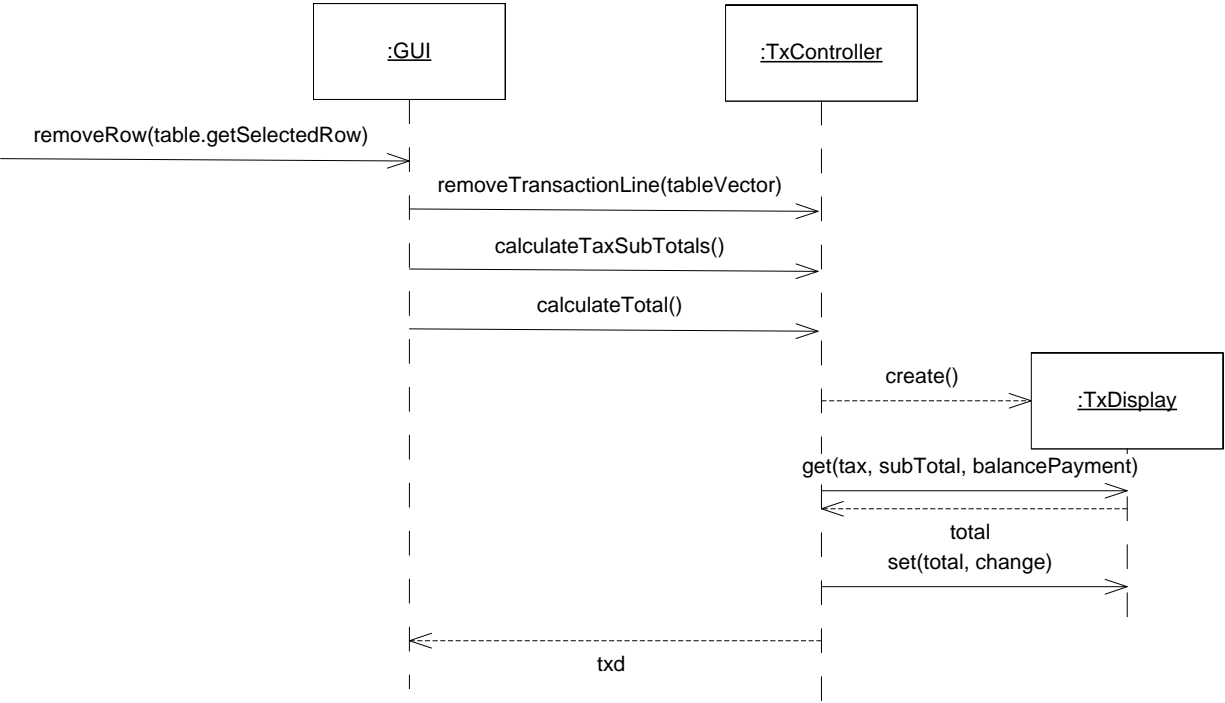 :GUI
:TxController
removeRow(table.getSelectedRow)
removeTransactionLine(tableVector)
calculateTaxSubTotals()
calculateTotal()
create()
:TxDisplay
get(tax, subTotal, balancePayment)
total
set(total, change)
txd